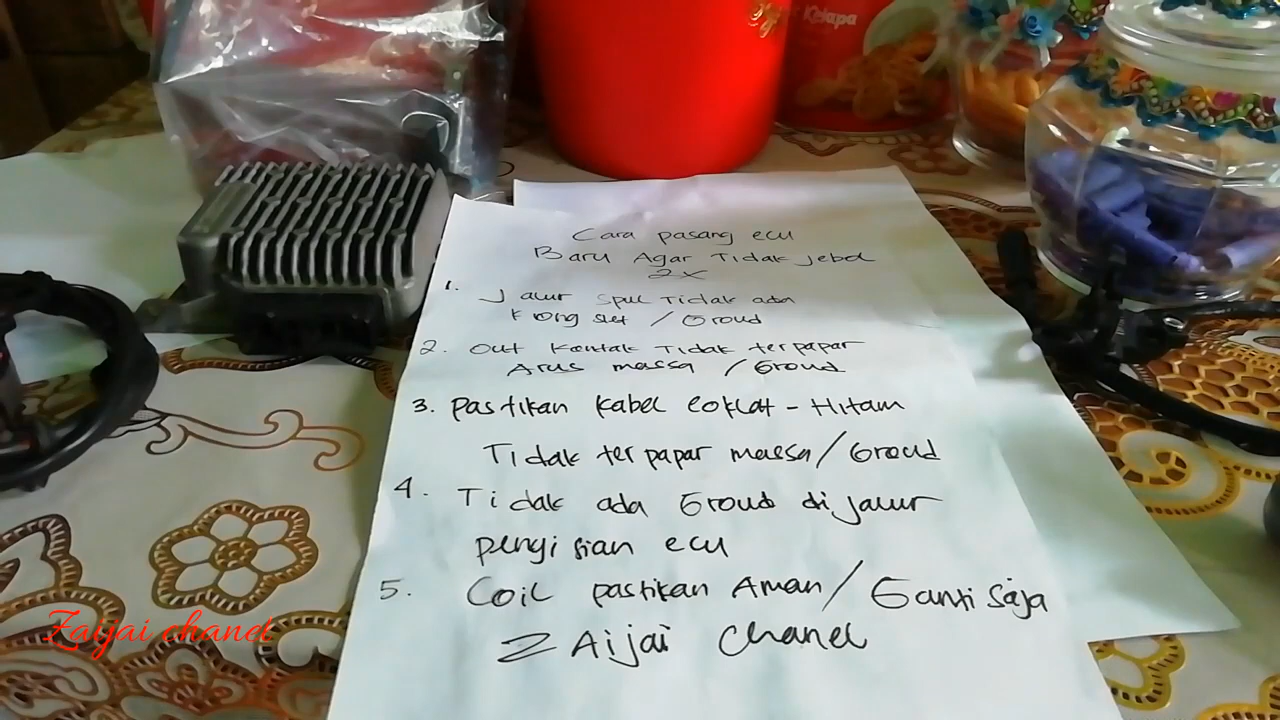 Kelapa
Cara pasang ecu
Baru Agar Tidak jebol
2x
1. Jalur spul Tidak ada
Kong slet / Groud
2. Out Kontak Tidak terpapar
Arus massa / Groud
3. pastikan Kabel Coklat - Hitam
Tidak terpapar massa / Groud
4. Tidak ada Groud di jalur
pengisian ecu
5. Coil pastikan Aman / Ganti Saja
ZAijai Chanel
Zaijai chanel